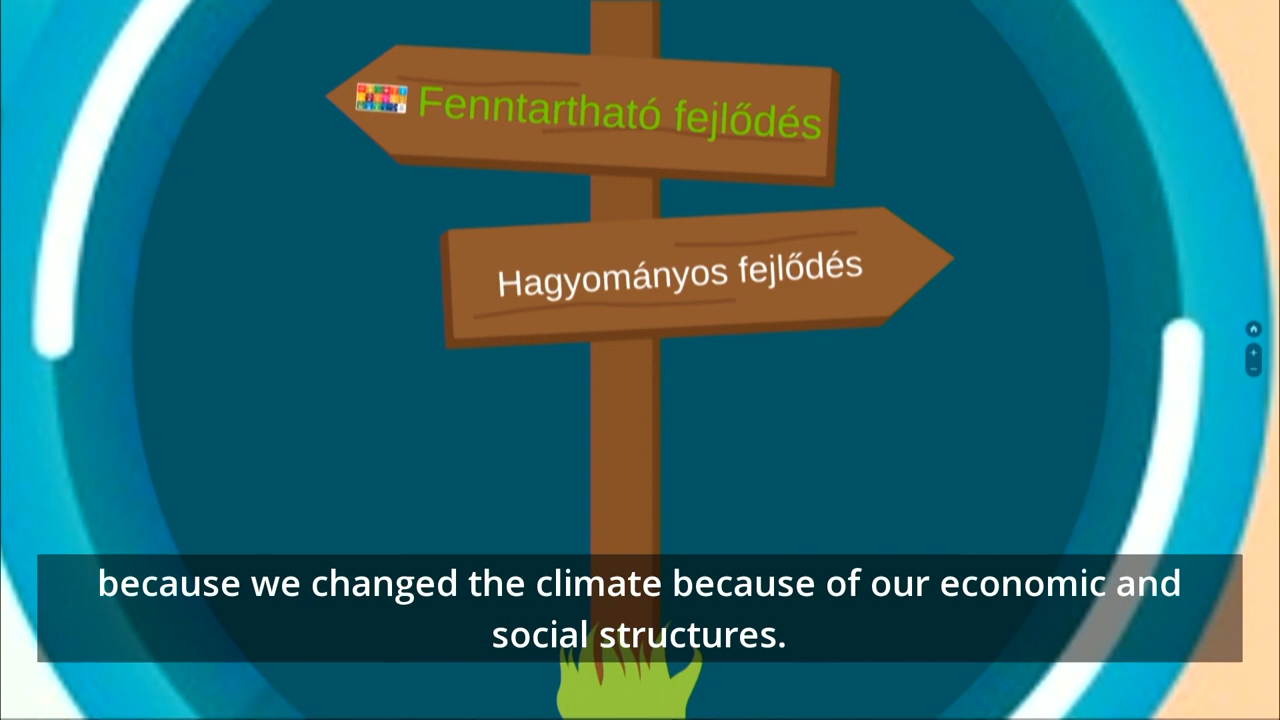 Fenntartható fejlődés
Hagyományos fejlődés
because we changed the climate because of our economic and
social structures.